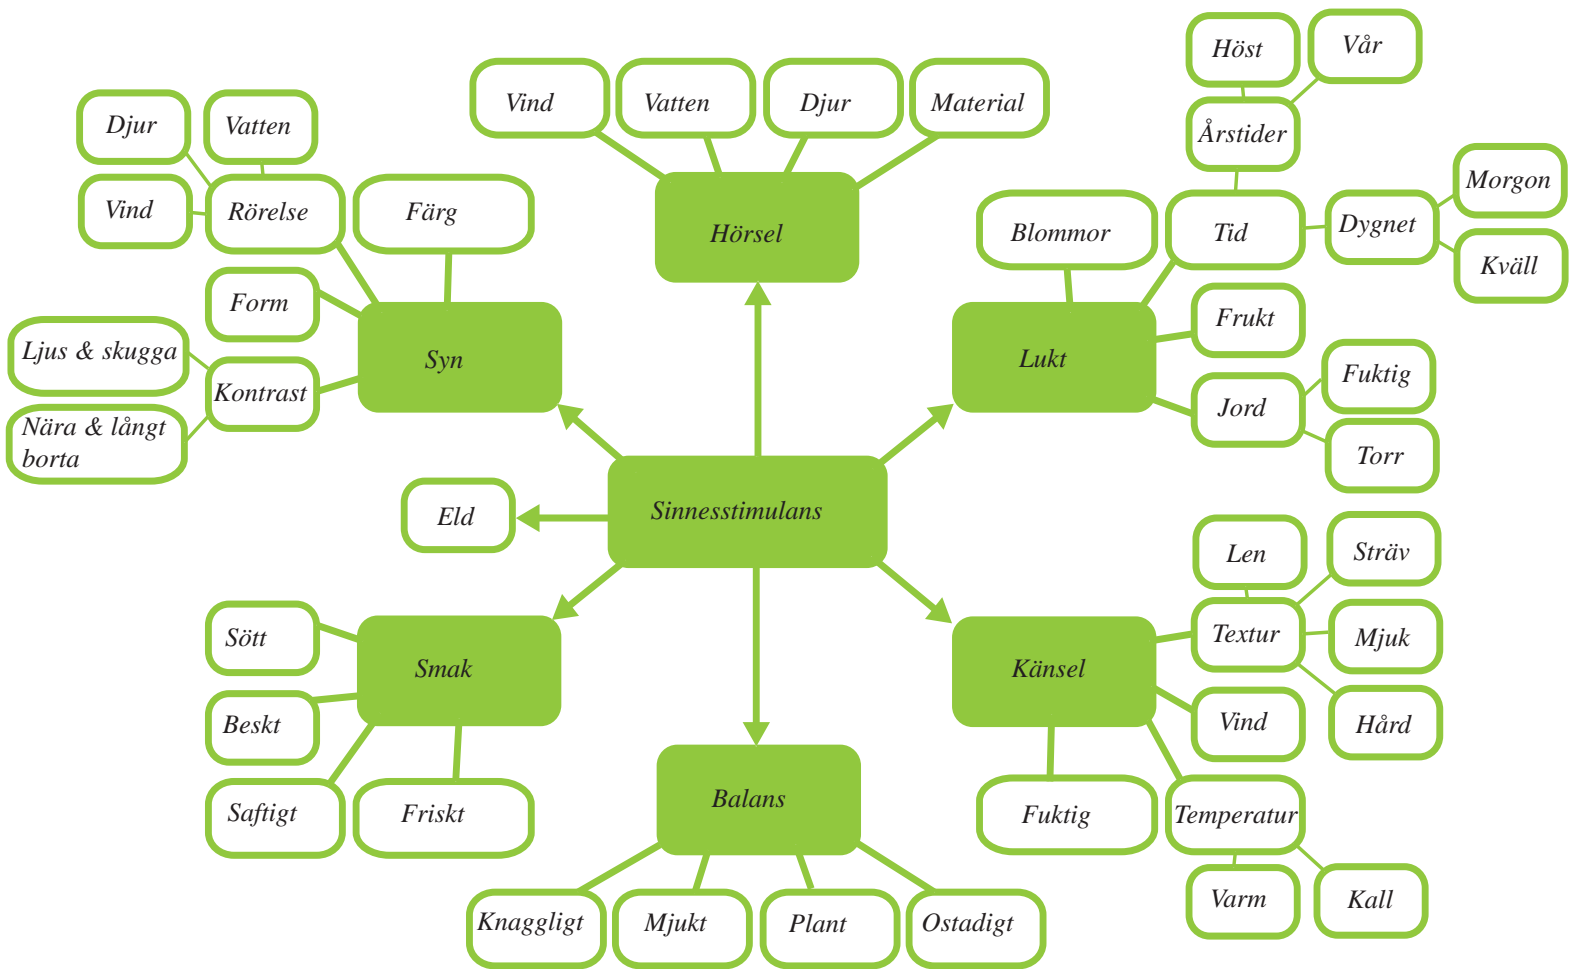 Höst
Vår
Vind
Vatten
Djur
Material
Djur
Vatten
Årstider
Morgon
Vind
Rörelse
Färg
Hörsel
Blommor
Tid
Dygnet
Kväll
Form
Frukt
Ljus & skugga
Syn
Lukt
Fuktig
Kontrast
Jord
Nära & långt
borta
Torr
Eld
Sinnesstimulans
Len
Sträv
Sött
Smak
Känsel
Textur
Mjuk
Beskt
Vind
Hård
Saftigt
Friskt
Balans
Fuktig
Temperatur
Knaggligt
Mjukt
Plant
Ostadigt
Varm
Kall